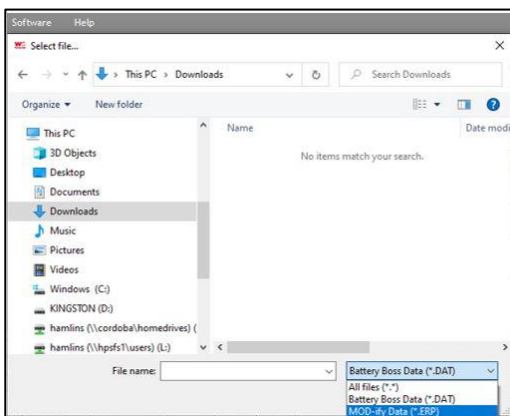 Software Help
Select file...
This PC > Downloads
Search Downloads
Organize New folder
Name Date modi
No items match your search.
This PC
3D Objects
Desktop
Documents
Downloads
Music
Pictures
Videos
Windows (C:)
KINGSTON (D:)
hamlins (\\cordoba\homedrives) (
hamlins (\\hpsfs1\users) (L:)
File name:
Battery Boss Data (*.DAT)
All files (*.*)
Battery Boss Data (*.DAT)
MOD-ify Data (*.ERP)